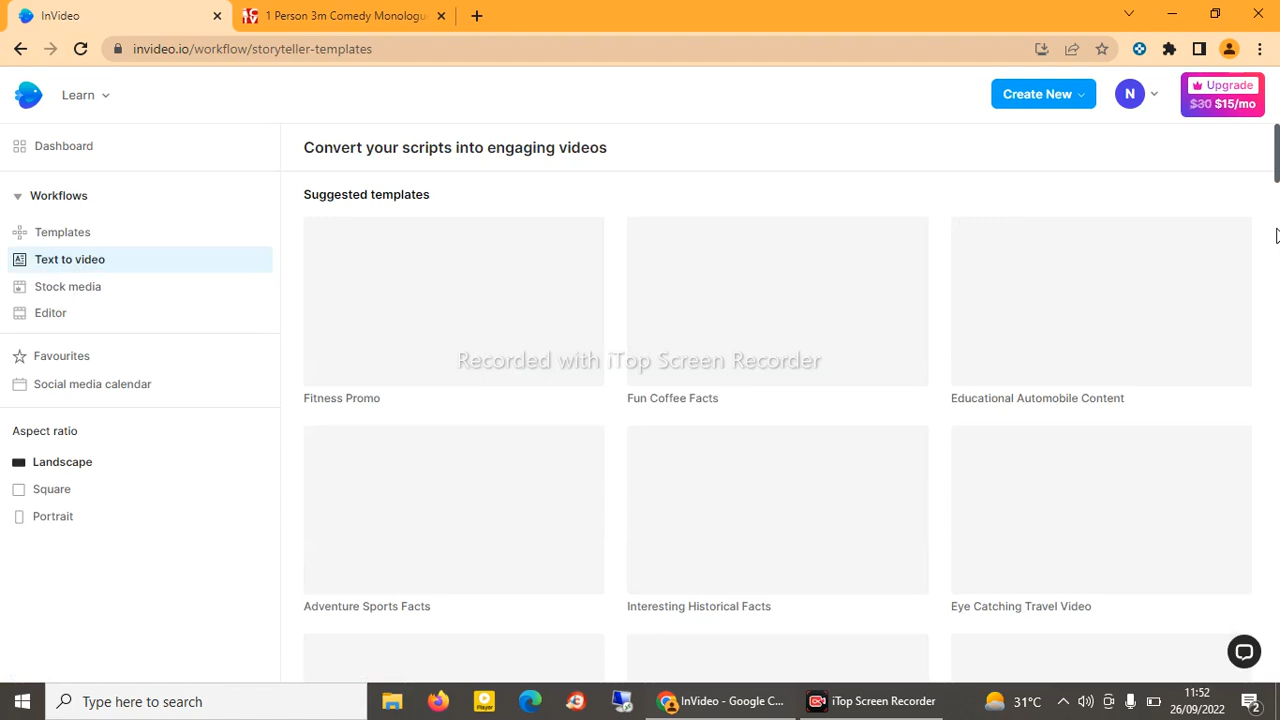 InVideo
1 Person 3m Comedy Monologue
invideo.io/workflow/storyteller-templates
Learn
Create New
N
Upgrade
$30 $15/mo
Dashboard
Convert your scripts into engaging videos
Workflows
Suggested templates
Templates
Text to video
Stock media
Editor
Favourites
Recorded with iTop Screen Recorder
Social media calendar
Fitness Promo
Fun Coffee Facts
Educational Automobile Content
Aspect ratio
Landscape
Square
Portrait
Adventure Sports Facts
Interesting Historical Facts
Eye Catching Travel Video
Type here to search
Player
InVideo - Google C...
iTop Screen Recorder
31°C
11:52
26/09/2022
2